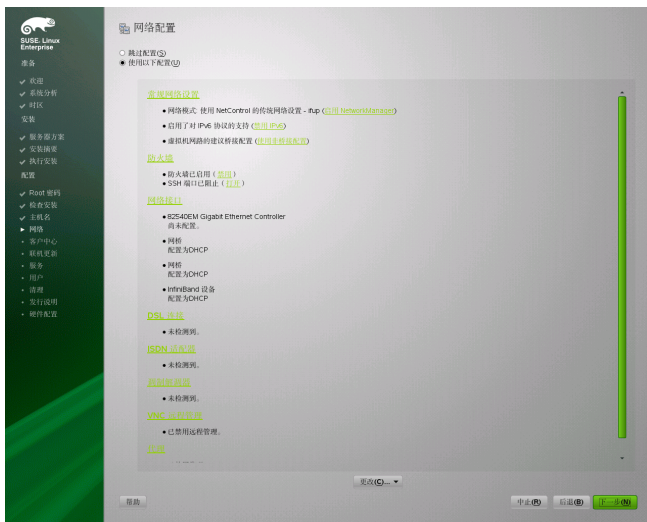 SUSE. Linux
Enterprise
准备
欢迎
系统分析
时区
安装
服务器方案
安装摘要
执行安装
配置
Root 密码
检查安装
主机名
网络
客户中心
联机更新
服务
用户
清理
发行说明
硬件配置
网络配置
跳过配置(S)
使用以下配置(U)
常规网络设置
网络模式: 使用 NetControl 的传统网络设置 - ifup (启用 NetworkManager)
启用了对 IPv6 协议的支持 (禁用 IPv6)
虚拟机网路的建议桥接配置 (使用非桥接配置)
防火墙
防火墙已启用 ( 禁用 )
SSH 端口已阻止 ( 打开 )
网络接口
82540EM Gigabit Ethernet Controller
尚未配置。
网桥
配置为DHCP
网桥
配置为DHCP
InfiniBand 设备
配置为DHCP
DSL 连接
未检测到。
ISDN 适配器
未检测到。
调制解调器
未检测到。
VNC 远程管理
已禁用远程管理。
更改(C)...
帮助
中止(R)
后退(B)
下一步(N)